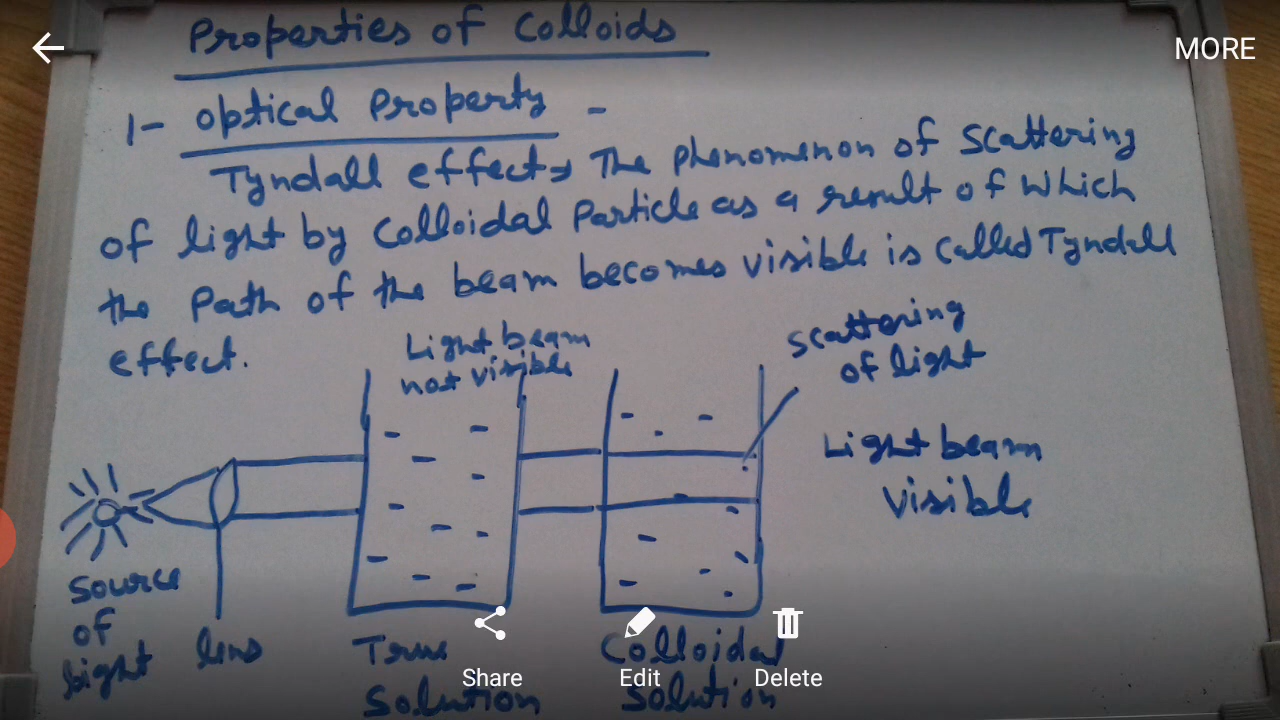 MORE
Properties of Colloids
1- Optical Property -
Tyndall effect→ The phenomenon of scattering
of light by colloidal Particle as a result of which
the Path of the beam becomes visible is called Tyndall
effect.
Light beam
not visible
scattering
of light
Light beam
visible
source
of
light
lens
True
Solution
Colloidal
Solution
Share
Edit
Delete